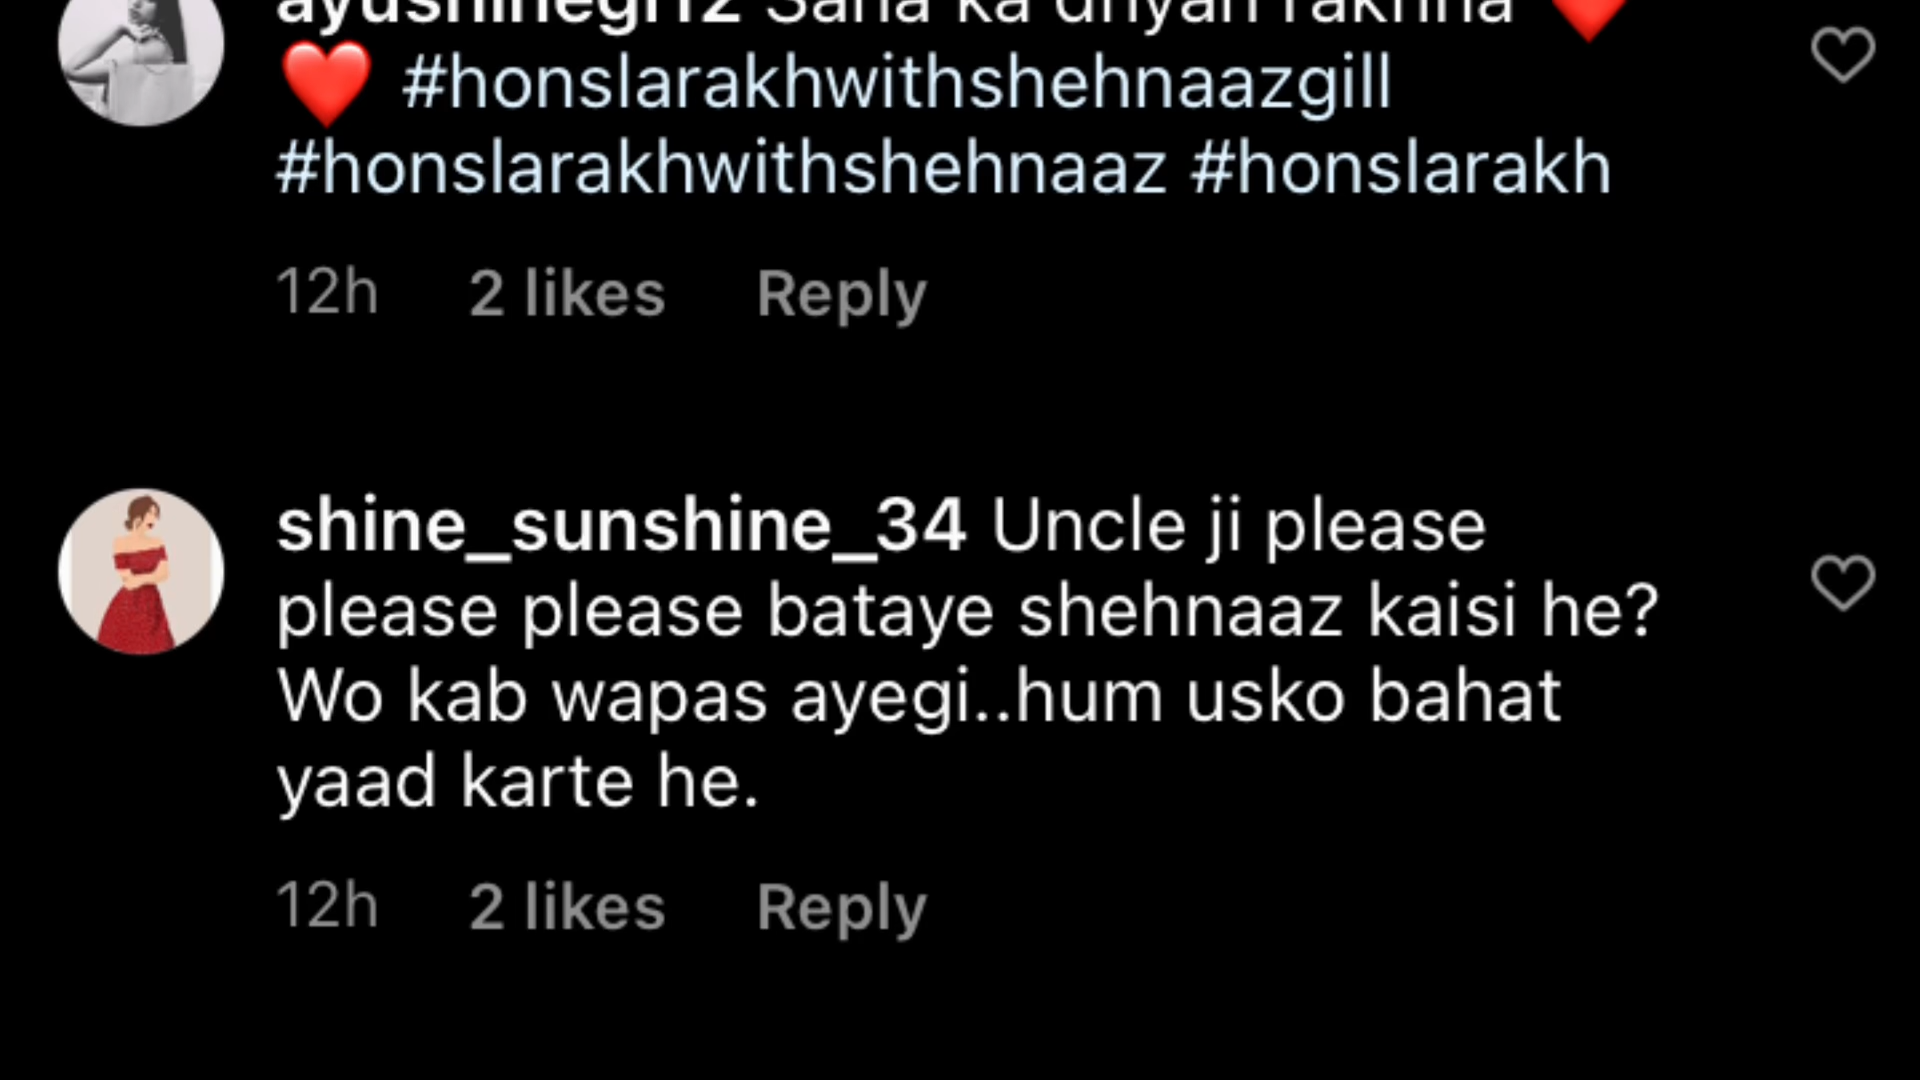 ayushinegi12 Sana ka dhyan rakhna ❤️
❤️ #honslarakhwithshehnaazgill
#honslarakhwithshehnaaz #honslarakh
12h 2 likes Reply
shine_sunshine_34 Uncle ji please
please please bataye shehnaaz kaisi he?
Wo kab wapas ayegi..hum usko bahat
yaad karte he.
12h 2 likes Reply